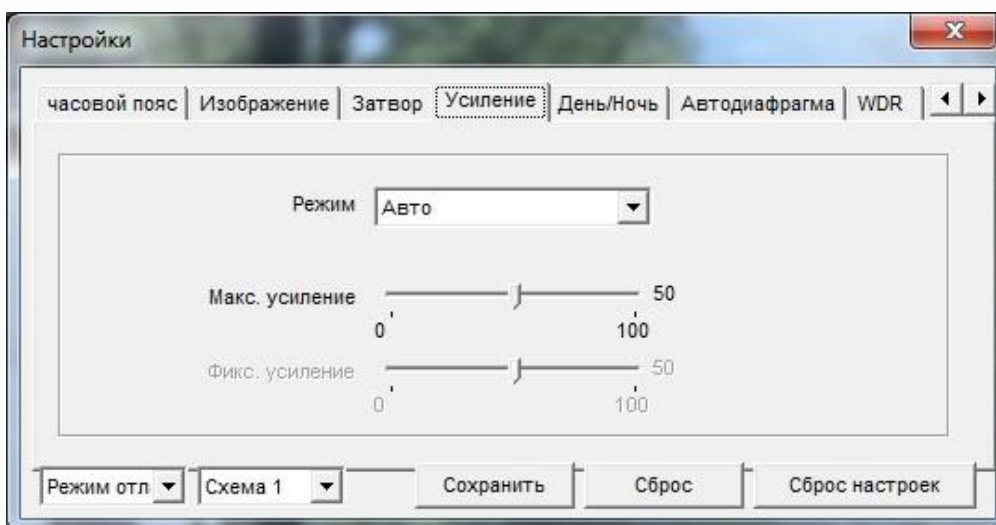 Настройки
часовой пояс Изображение Затвор Усиление День/Ночь Автодиафрагма WDR
Режим Авто
Макс. усиление 50
0 100
Фикс. усиление 50
0 100
Режим отл Схема 1 Сохранить Сброс Сброс настроек